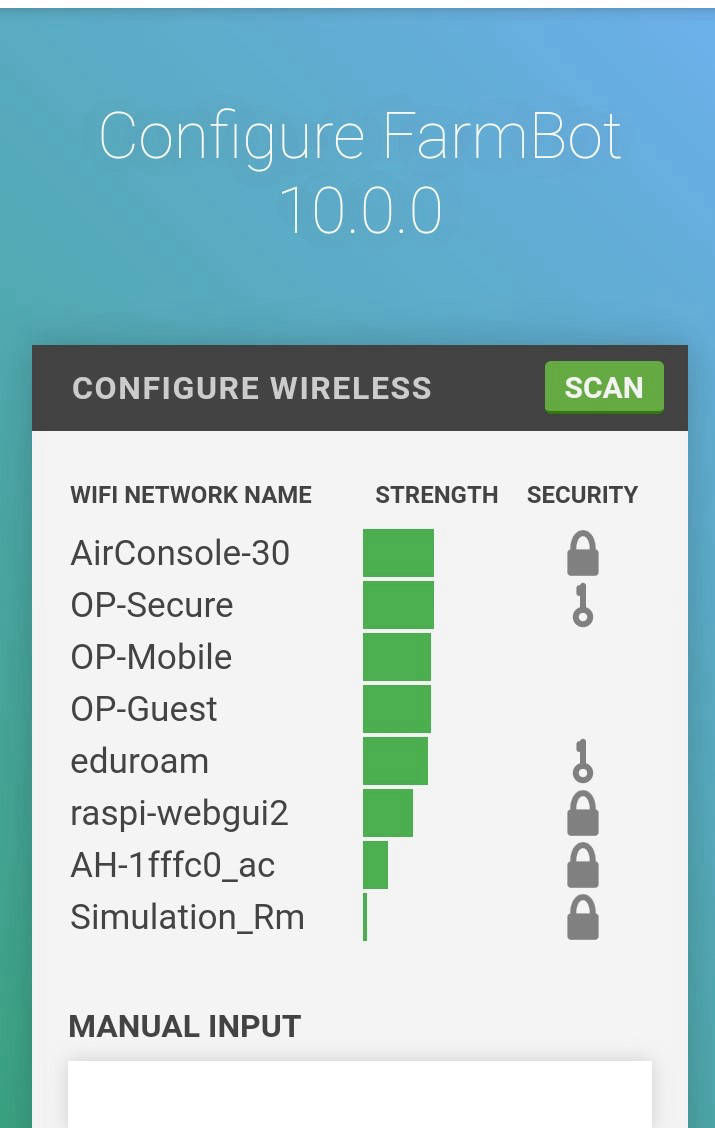 Configure FarmBot
10.0.0
CONFIGURE WIRELESS SCAN
WIFI NETWORK NAME STRENGTH SECURITY
AirConsole-30
OP-Secure
OP-Mobile
OP-Guest
eduroam
raspi-webgui2
AH-1fffc0_ac
Simulation_Rm
MANUAL INPUT